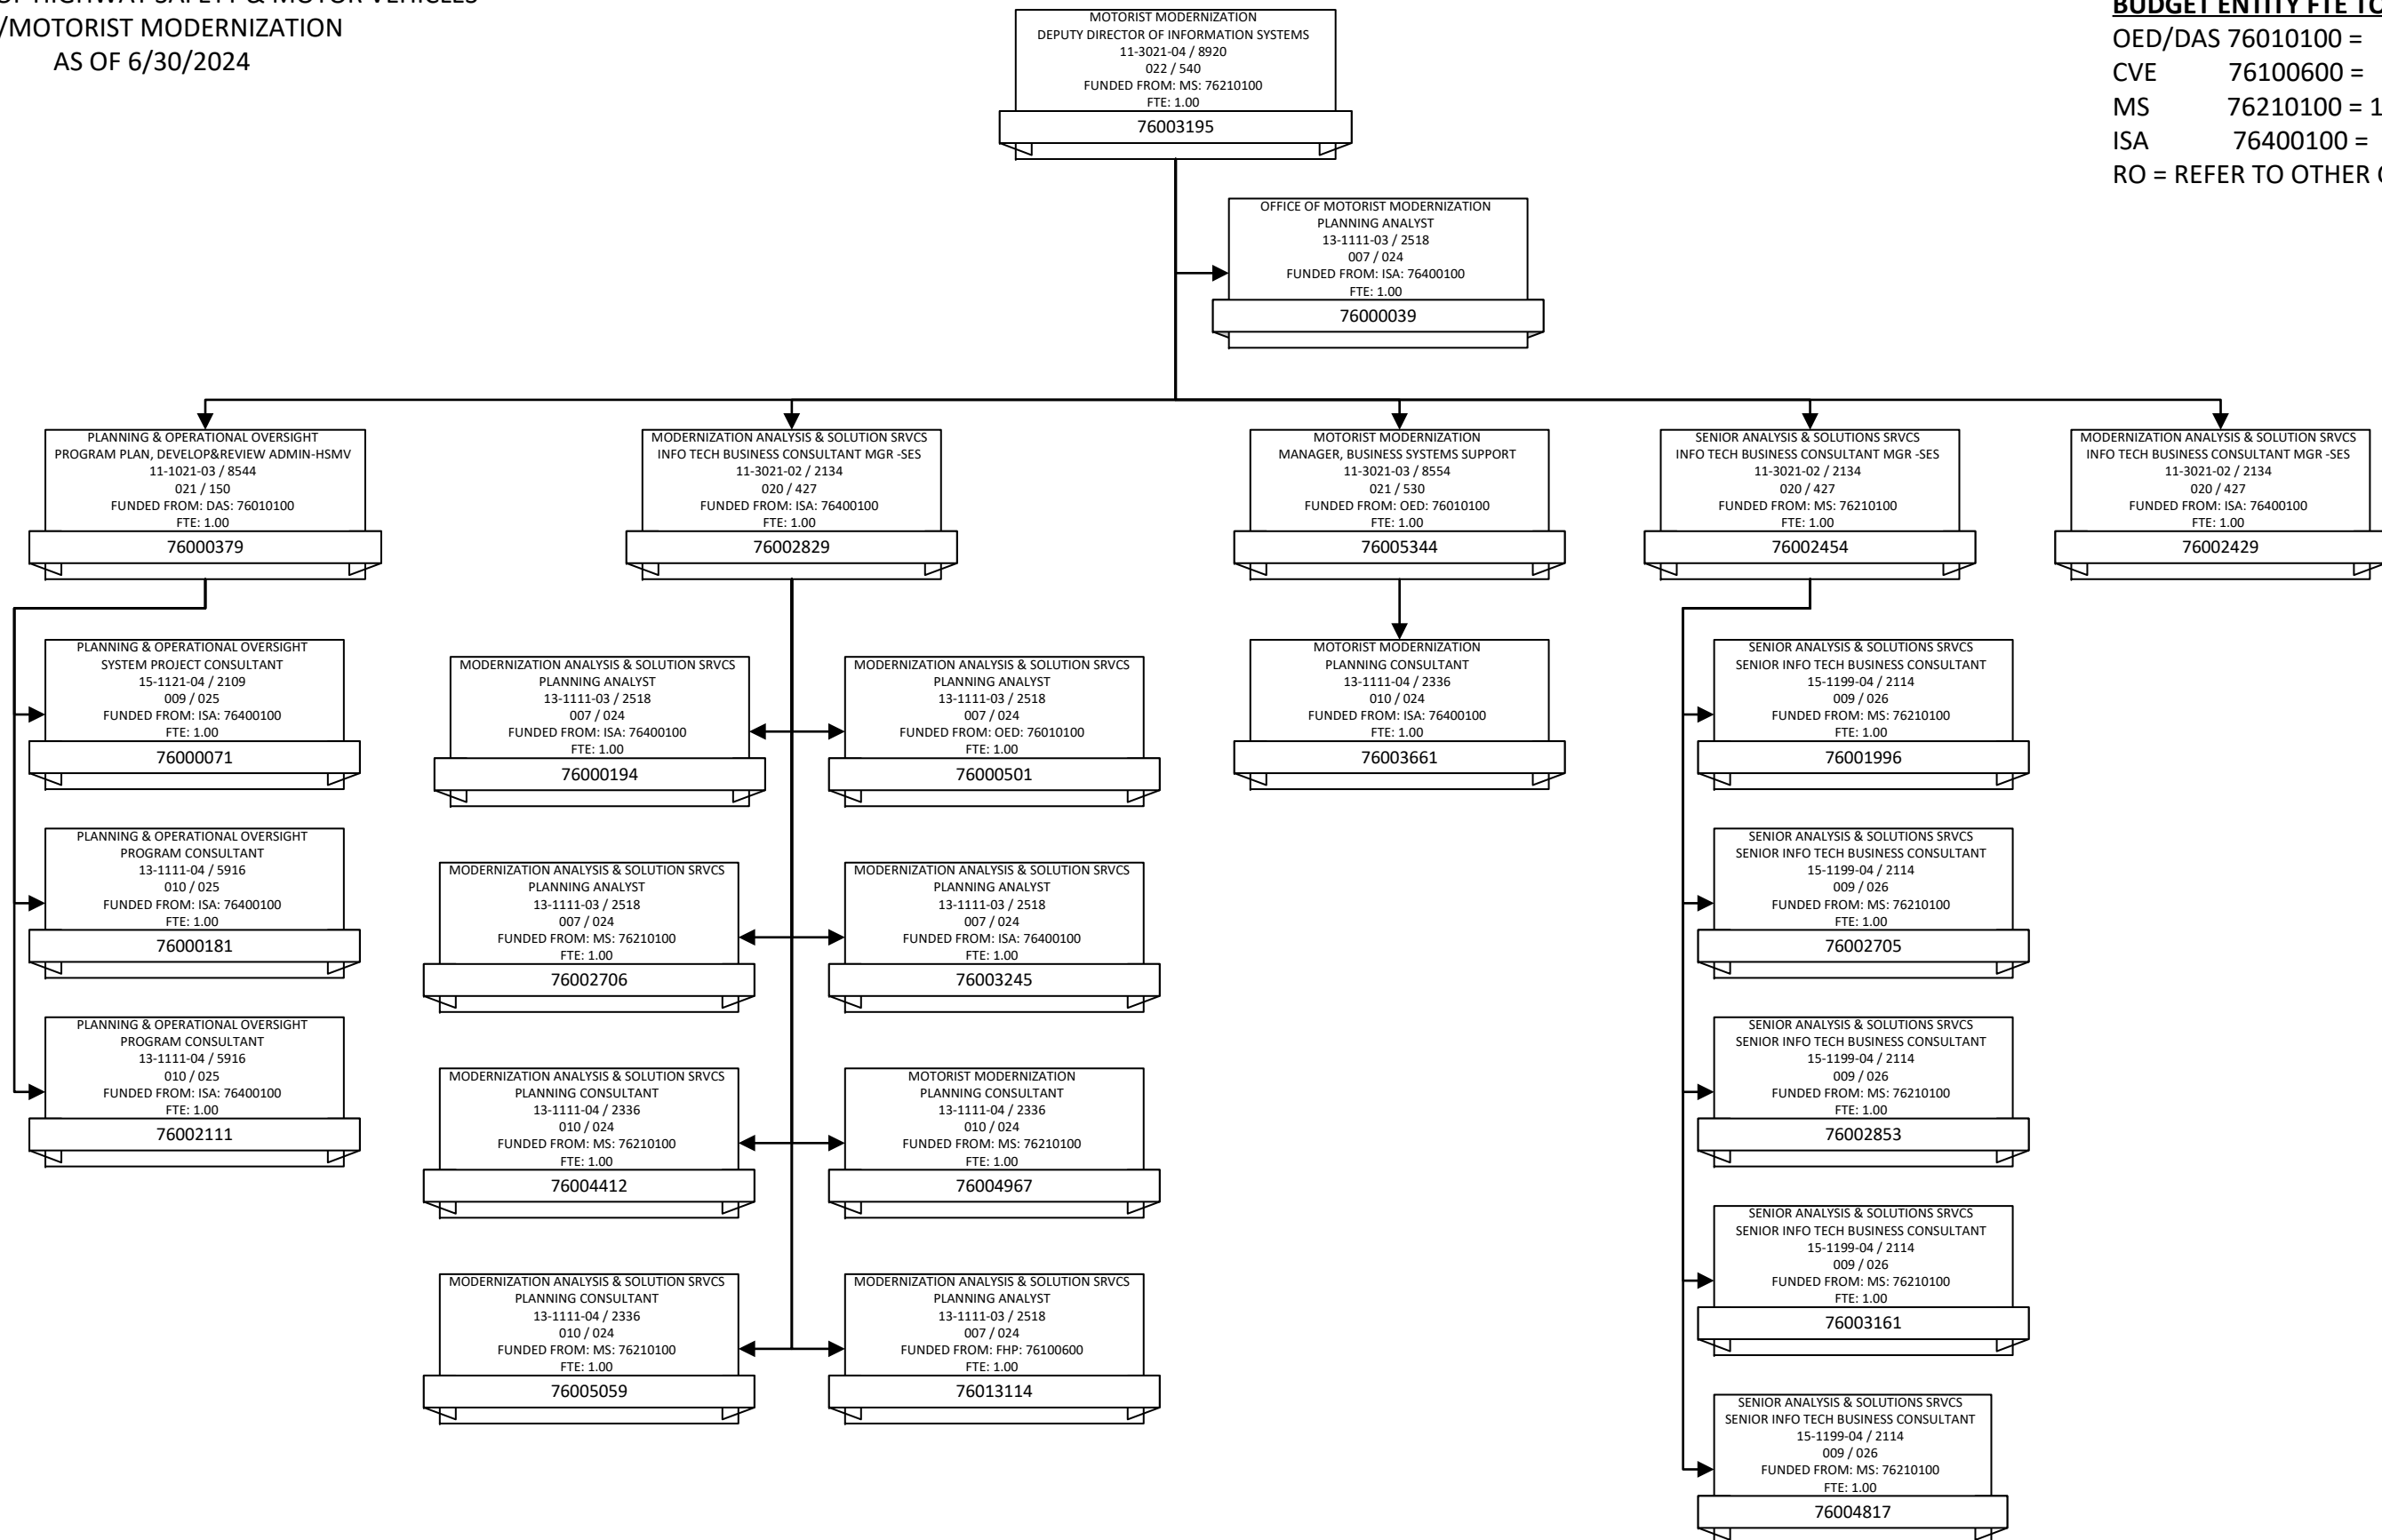 OF HIGHWAY SAFETY & MOTOR VEHICLES
/MOTORIST MODERNIZATION
AS OF 6/30/2024
BUDGET ENTITY FTE
OED/DAS 76010100 =
CVE 76100600 =
MS 76210100 = 1
ISA 76400100 =
RO = REFER TO OTHER
MOTORIST MODERNIZATION
DEPUTY DIRECTOR OF INFORMATION SYSTEMS
11-3021-04 / 8920
022 / 540
FUNDED FROM: MS: 76210100
FTE: 1.00
76003195
OFFICE OF MOTORIST MODERNIZATION
PLANNING ANALYST
13-1111-03 / 2518
007 / 024
FUNDED FROM: ISA: 76400100
FTE: 1.00
76000039
PLANNING & OPERATIONAL OVERSIGHT
PROGRAM PLAN, DEVELOP&REVIEW ADMIN-HSMV
11-1021-03 / 8544
021 / 150
FUNDED FROM: DAS: 76010100
FTE: 1.00
76000379
MODERNIZATION ANALYSIS & SOLUTION SRVCS
INFO TECH BUSINESS CONSULTANT MGR -SES
11-3021-02 / 2134
020 / 427
FUNDED FROM: ISA: 76400100
FTE: 1.00
76002829
MOTORIST MODERNIZATION
MANAGER, BUSINESS SYSTEMS SUPPORT
11-3021-03 / 8554
021 / 530
FUNDED FROM: OED: 76010100
FTE: 1.00
76005344
SENIOR ANALYSIS & SOLUTIONS SRVCS
INFO TECH BUSINESS CONSULTANT MGR -SES
11-3021-02 / 2134
020 / 427
FUNDED FROM: MS: 76210100
FTE: 1.00
76002454
MODERNIZATION ANALYSIS & SOLUTION SRVCS
INFO TECH BUSINESS CONSULTANT MGR -SES
11-3021-02 / 2134
020 / 427
FUNDED FROM: ISA: 76400100
FTE: 1.00
76002429
PLANNING & OPERATIONAL OVERSIGHT
SYSTEM PROJECT CONSULTANT
15-1121-04 / 2109
009 / 025
FUNDED FROM: ISA: 76400100
FTE: 1.00
76000071
PLANNING & OPERATIONAL OVERSIGHT
PROGRAM CONSULTANT
13-1111-04 / 5916
010 / 025
FUNDED FROM: ISA: 76400100
FTE: 1.00
76000181
PLANNING & OPERATIONAL OVERSIGHT
PROGRAM CONSULTANT
13-1111-04 / 5916
010 / 025
FUNDED FROM: ISA: 76400100
FTE: 1.00
76002111
MODERNIZATION ANALYSIS & SOLUTION SRVCS
PLANNING ANALYST
13-1111-03 / 2518
007 / 024
FUNDED FROM: ISA: 76400100
FTE: 1.00
76000194
MODERNIZATION ANALYSIS & SOLUTION SRVCS
PLANNING ANALYST
13-1111-03 / 2518
007 / 024
FUNDED FROM: OED: 76010100
FTE: 1.00
76000501
MODERNIZATION ANALYSIS & SOLUTION SRVCS
PLANNING ANALYST
13-1111-03 / 2518
007 / 024
FUNDED FROM: MS: 76210100
FTE: 1.00
76002706
MODERNIZATION ANALYSIS & SOLUTION SRVCS
PLANNING ANALYST
13-1111-03 / 2518
007 / 024
FUNDED FROM: ISA: 76400100
FTE: 1.00
76003245
MODERNIZATION ANALYSIS & SOLUTION SRVCS
PLANNING CONSULTANT
13-1111-04 / 2336
010 / 024
FUNDED FROM: MS: 76210100
FTE: 1.00
76004412
MOTORIST MODERNIZATION
PLANNING CONSULTANT
13-1111-04 / 2336
010 / 024
FUNDED FROM: MS: 76210100
FTE: 1.00
76004967
MODERNIZATION ANALYSIS & SOLUTION SRVCS
PLANNING CONSULTANT
13-1111-04 / 2336
010 / 024
FUNDED FROM: MS: 76210100
FTE: 1.00
76005059
MODERNIZATION ANALYSIS & SOLUTION SRVCS
PLANNING ANALYST
13-1111-03 / 2518
007 / 024
FUNDED FROM: FHP: 76100600
FTE: 1.00
76013114
MOTORIST MODERNIZATION
PLANNING CONSULTANT
13-1111-04 / 2336
010 / 024
FUNDED FROM: ISA: 76400100
FTE: 1.00
76003661
SENIOR ANALYSIS & SOLUTIONS SRVCS
SENIOR INFO TECH BUSINESS CONSULTANT
15-1199-04 / 2114
009 / 026
FUNDED FROM: MS: 76210100
FTE: 1.00
76001996
SENIOR ANALYSIS & SOLUTIONS SRVCS
SENIOR INFO TECH BUSINESS CONSULTANT
15-1199-04 / 2114
009 / 026
FUNDED FROM: MS: 76210100
FTE: 1.00
76002705
SENIOR ANALYSIS & SOLUTIONS SRVCS
SENIOR INFO TECH BUSINESS CONSULTANT
15-1199-04 / 2114
009 / 026
FUNDED FROM: MS: 76210100
FTE: 1.00
76002853
SENIOR ANALYSIS & SOLUTIONS SRVCS
SENIOR INFO TECH BUSINESS CONSULTANT
15-1199-04 / 2114
009 / 026
FUNDED FROM: MS: 76210100
FTE: 1.00
76003161
SENIOR ANALYSIS & SOLUTIONS SRVCS
SENIOR INFO TECH BUSINESS CONSULTANT
15-1199-04 / 2114
009 / 026
FUNDED FROM: MS: 76210100
FTE: 1.00
76004817